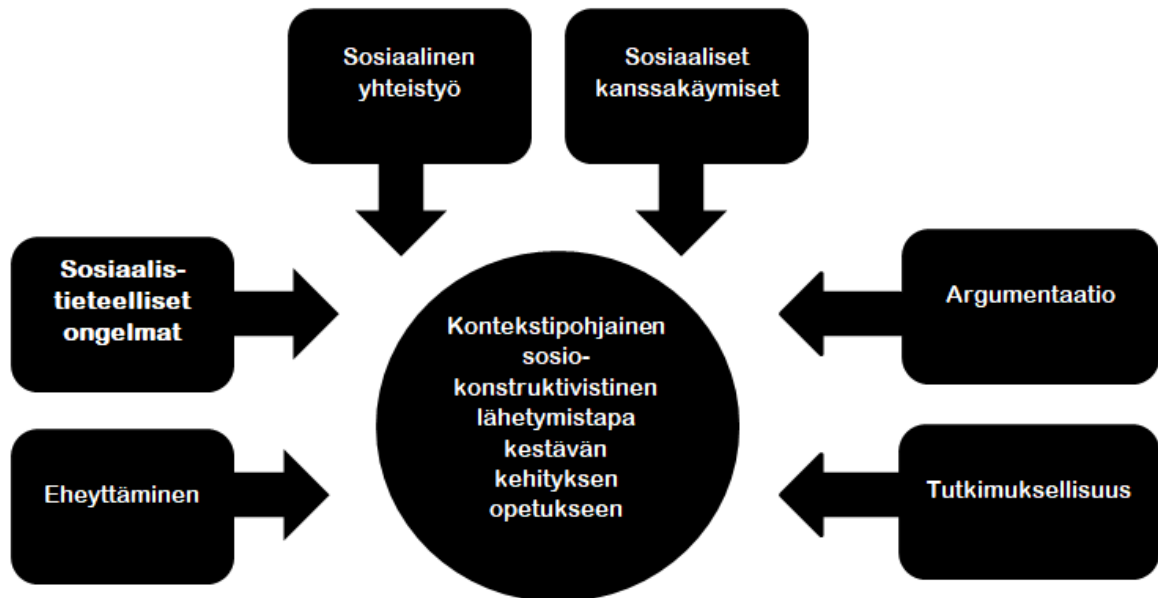 Sosiaalinen
yhteistyö
Sosiaaliset
kanssakäymiset
Sosiaalis-
tieteelliset
ongelmat
Argumentaatio
Kontekstipohjainen
sosio-
konstruktivistinen
lähetymistapa
kestävän
kehityksen
opetukseen
Eheyttäminen
Tutkimuksellisuus